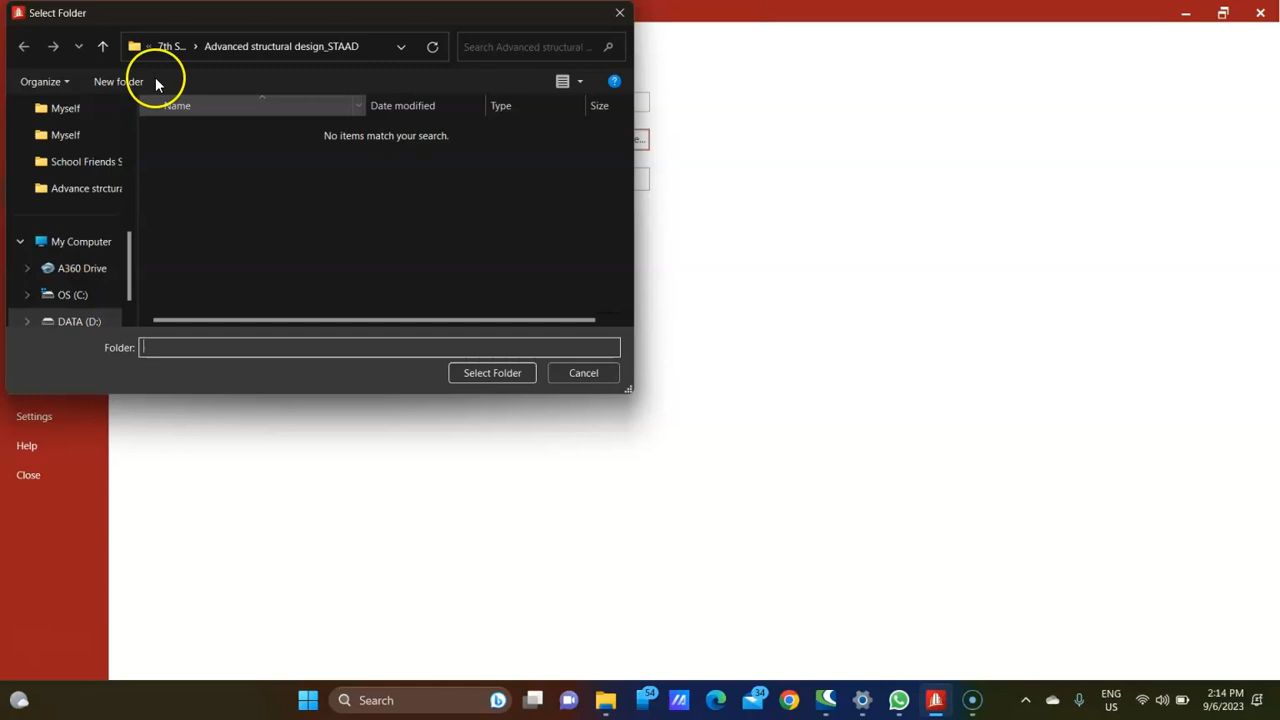 Select Folder
« 7th S... › Advanced structural design_STAAD
Search Advanced structural ...
Organize
New folder
Name
Date modified
Type
Size
Myself
No items match your search.
Myself
School Friends S
Advance strctura
My Computer
A360 Drive
OS (C:)
DATA (D:)
Folder:
Select Folder
Cancel
Settings
Help
Close
Search
54
34
ENG
US
2:14 PM
9/6/2023